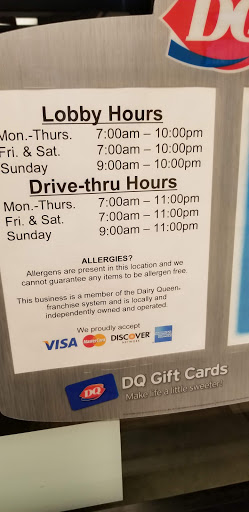 DQ
Lobby Hours
Mon.-Thurs. 7:00am – 10:00pm
Fri. & Sat. 7:00am – 10:00pm
Sunday 9:00am – 10:00pm
Drive-thru Hours
Mon.-Thurs. 7:00am – 11:00pm
Fri. & Sat. 7:00am – 11:00pm
Sunday 9:00am – 11:00pm
ALLERGIES?
Allergens are present in this location and we
cannot guarantee any items to be allergen free.
This business is a member of the Dairy Queen
franchise system and is locally and
independently owned and operated.
We proudly accept
VISA MasterCard DISCOVER
DQ DQ Gift Cards
Make life a little sweeter!